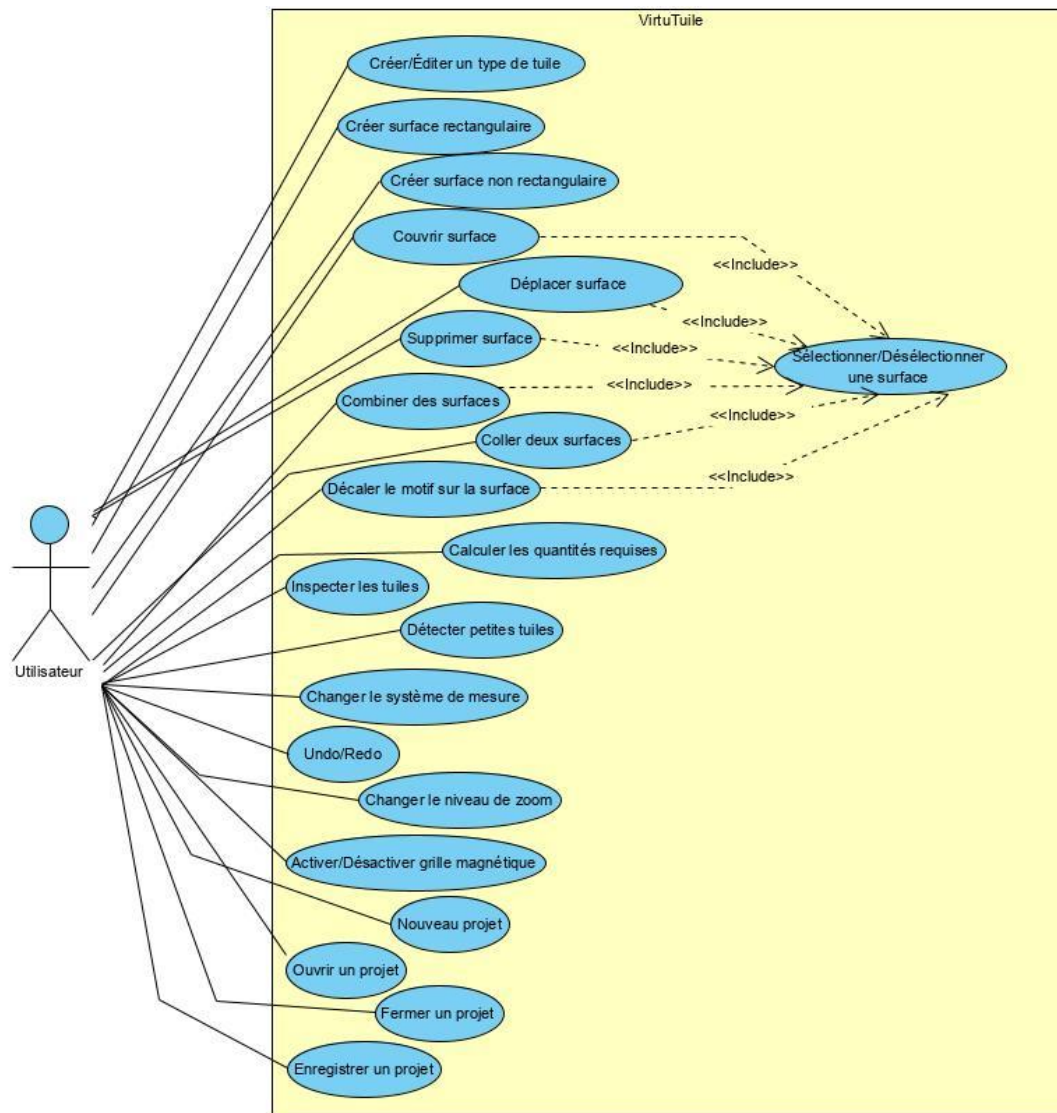 VirtuTuile
Créer/Éditer un type de tuile
Créer surface rectangulaire
Créer surface non rectangulaire
Couvrir surface
<<Include>>
Déplacer surface
<<Include>>
Supprimer surface
<<Include>>
Sélectionner/Désélectionner
une surface
Combiner des surfaces
<<Include>>
Coller deux surfaces
<<Include>>
Décaler le motif sur la surface
<<Include>>
Calculer les quantités requises
Inspecter les tuiles
Détecter petites tuiles
Utilisateur
Changer le système de mesure
Undo/Redo
Changer le niveau de zoom
Activer/Désactiver grille magnétique
Nouveau projet
Ouvrir un projet
Fermer un projet
Enregistrer un projet